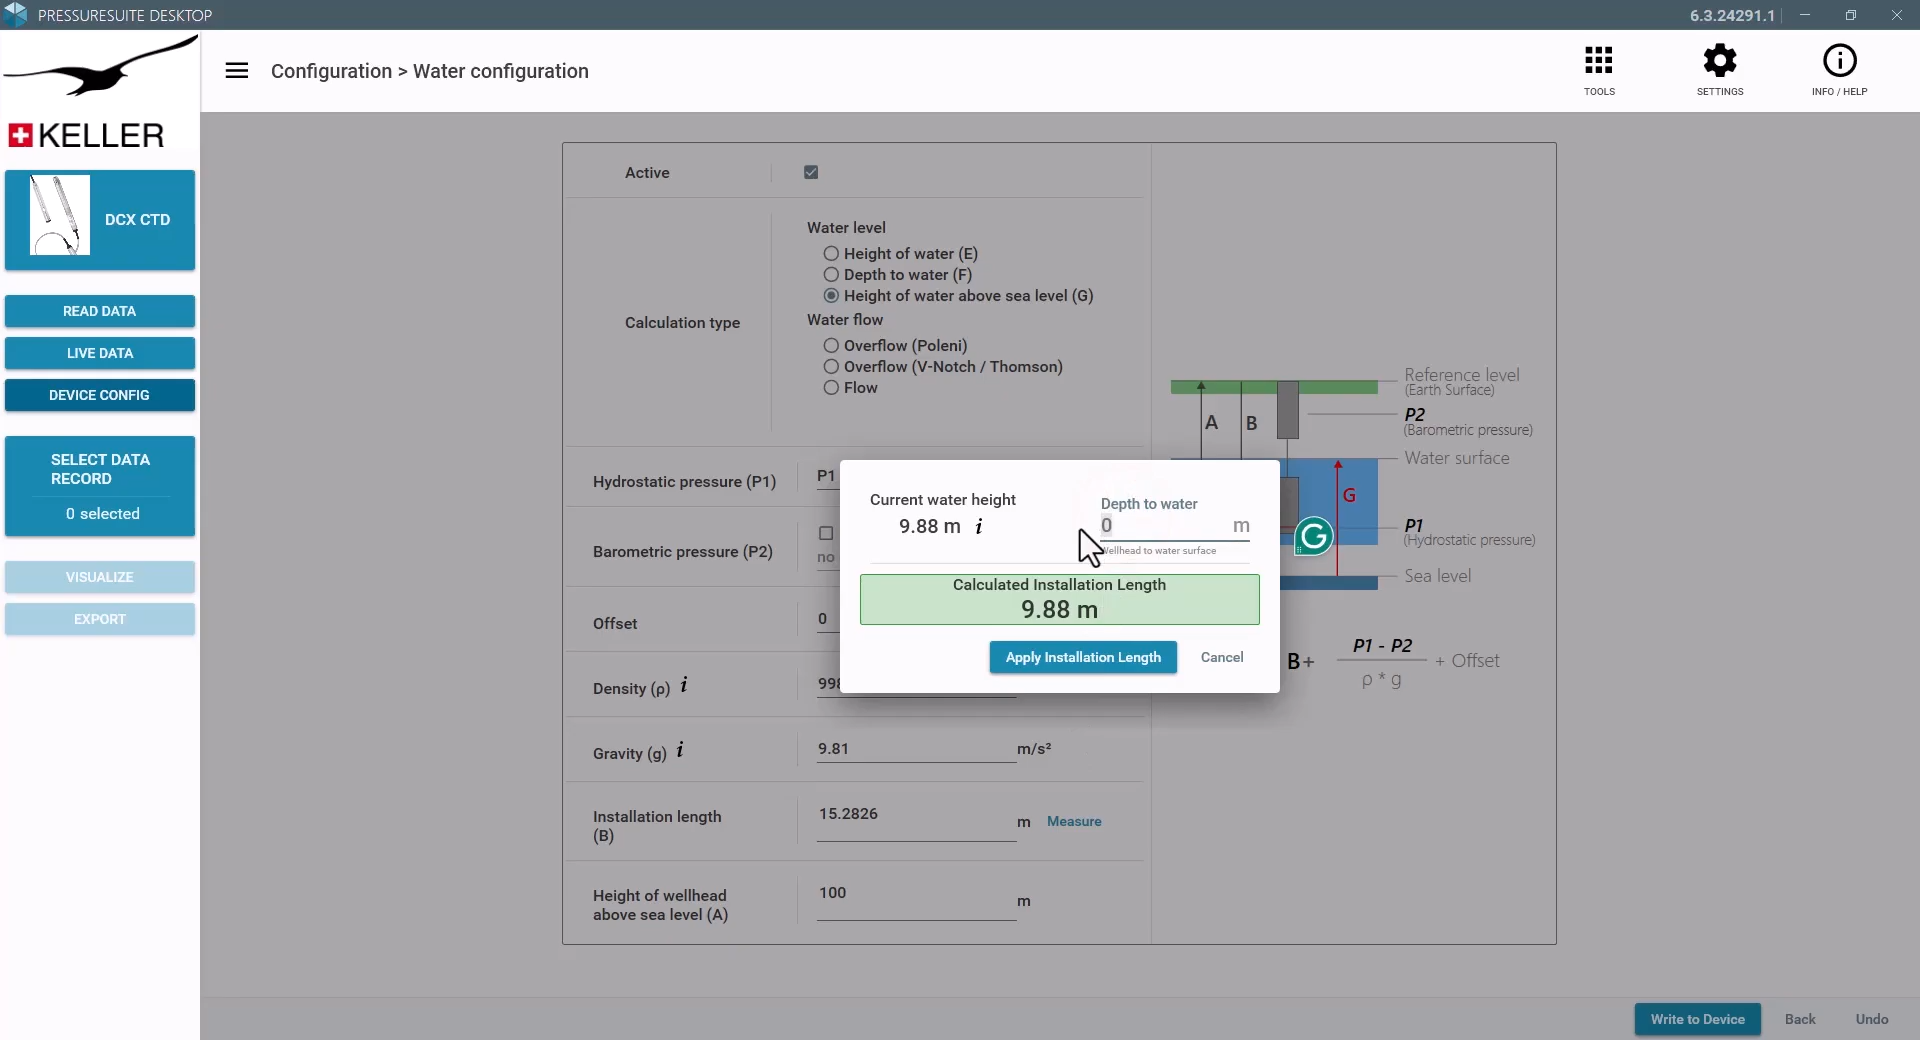 PRESSURESUITE DESKTOP
6.3.24291.1
KELLER
Configuration > Water configuration
TOOLS
SETTINGS
INFO / HELP
DCX CTD
READ DATA
LIVE DATA
DEVICE CONFIG
SELECT DATA
RECORD
0 selected
VISUALIZE
EXPORT
Active
Calculation type
Water level
Height of water (E)
Depth to water (F)
Height of water above sea level (G)
Water flow
Overflow (Poleni)
Overflow (V-Notch / Thomson)
Flow
Hydrostatic pressure (P1)
P1
Barometric pressure (P2)
no
Offset
0
Density (ρ) i
998
Gravity (g) i
9.81
m/s²
Installation length
(B)
15.2826
m
Measure
Height of wellhead
above sea level (A)
100
m
Current water height
9.88 m i
Depth to water
0
m
Wellhead to water surface
Calculated Installation Length
9.88 m
Apply Installation Length
Cancel
Reference level
(Earth Surface)
A
B
P2
(Barometric pressure)
Water surface
G
G
P1
(Hydrostatic pressure)
Sea level
B+
P1 - P2
ρ * g
+ Offset
Write to Device
Back
Undo